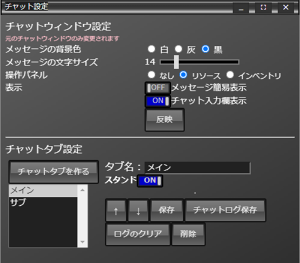 チャット設定
チャットウィンドウ設定
元のチャットウィンドウのみ変更されます
メッセージの背景色 白 灰 黒
メッセージの文字サイズ 14
操作パネル なし リソース インベントリ
表示 OFF メッセージ簡易表示
ON チャット入力欄表示
反映
チャットタブ設定
チャットタブを作る タブ名: メイン
スタンド ON
メイン
サブ
↑ ↓ 保存 チャットログ保存
ログのクリア 削除